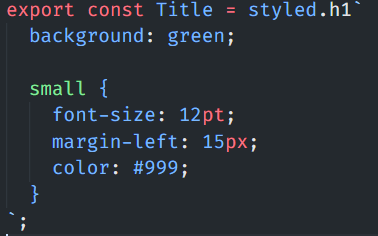 export const Title = styled.h1`
  background: green;

  small {
    font-size: 12pt;
    margin-left: 15px;
    color: #999;
  }
`;